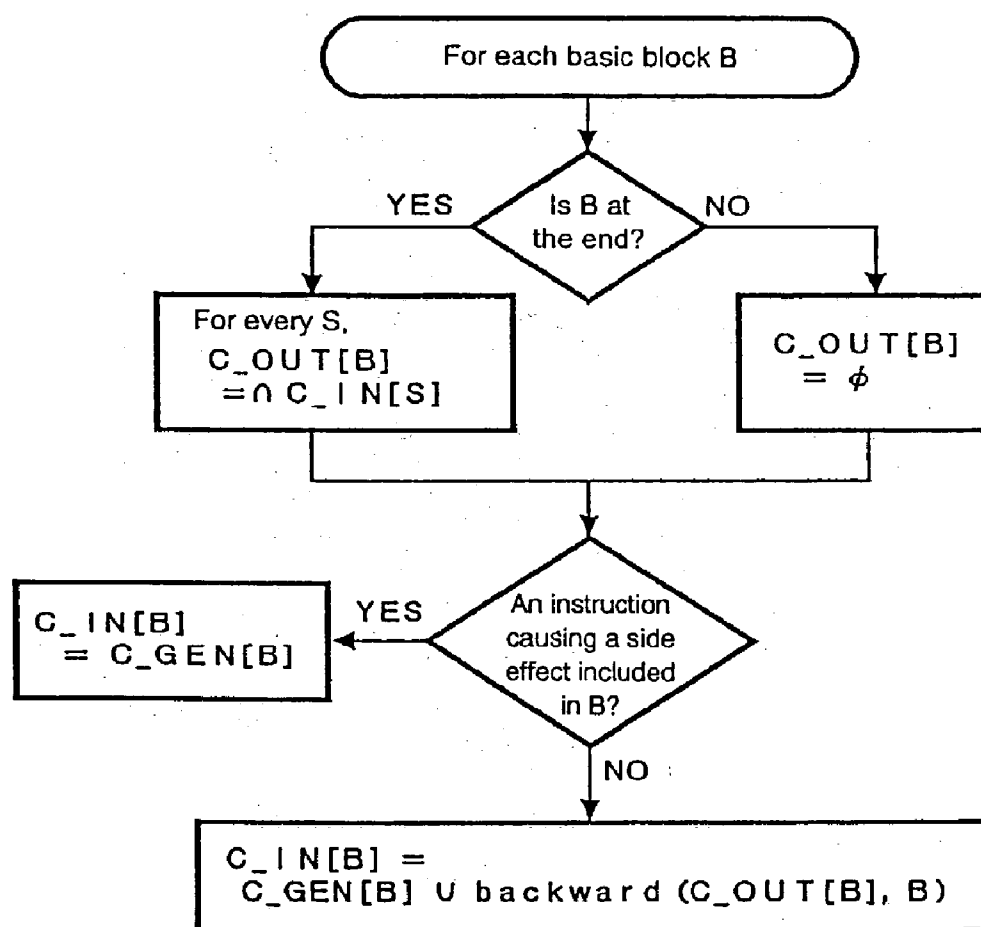 For each basic block B
YES
Is B at
the end?
NO
For every S,
C_OUT[B]
=∩ C_IN[S]
C_OUT[B]
= ϕ
YES
An instruction
causing a side
effect included
in B?
C_IN[B]
= C_GEN[B]
NO
C_IN[B] =
C_GEN[B] ∪ backward (C_OUT[B], B)